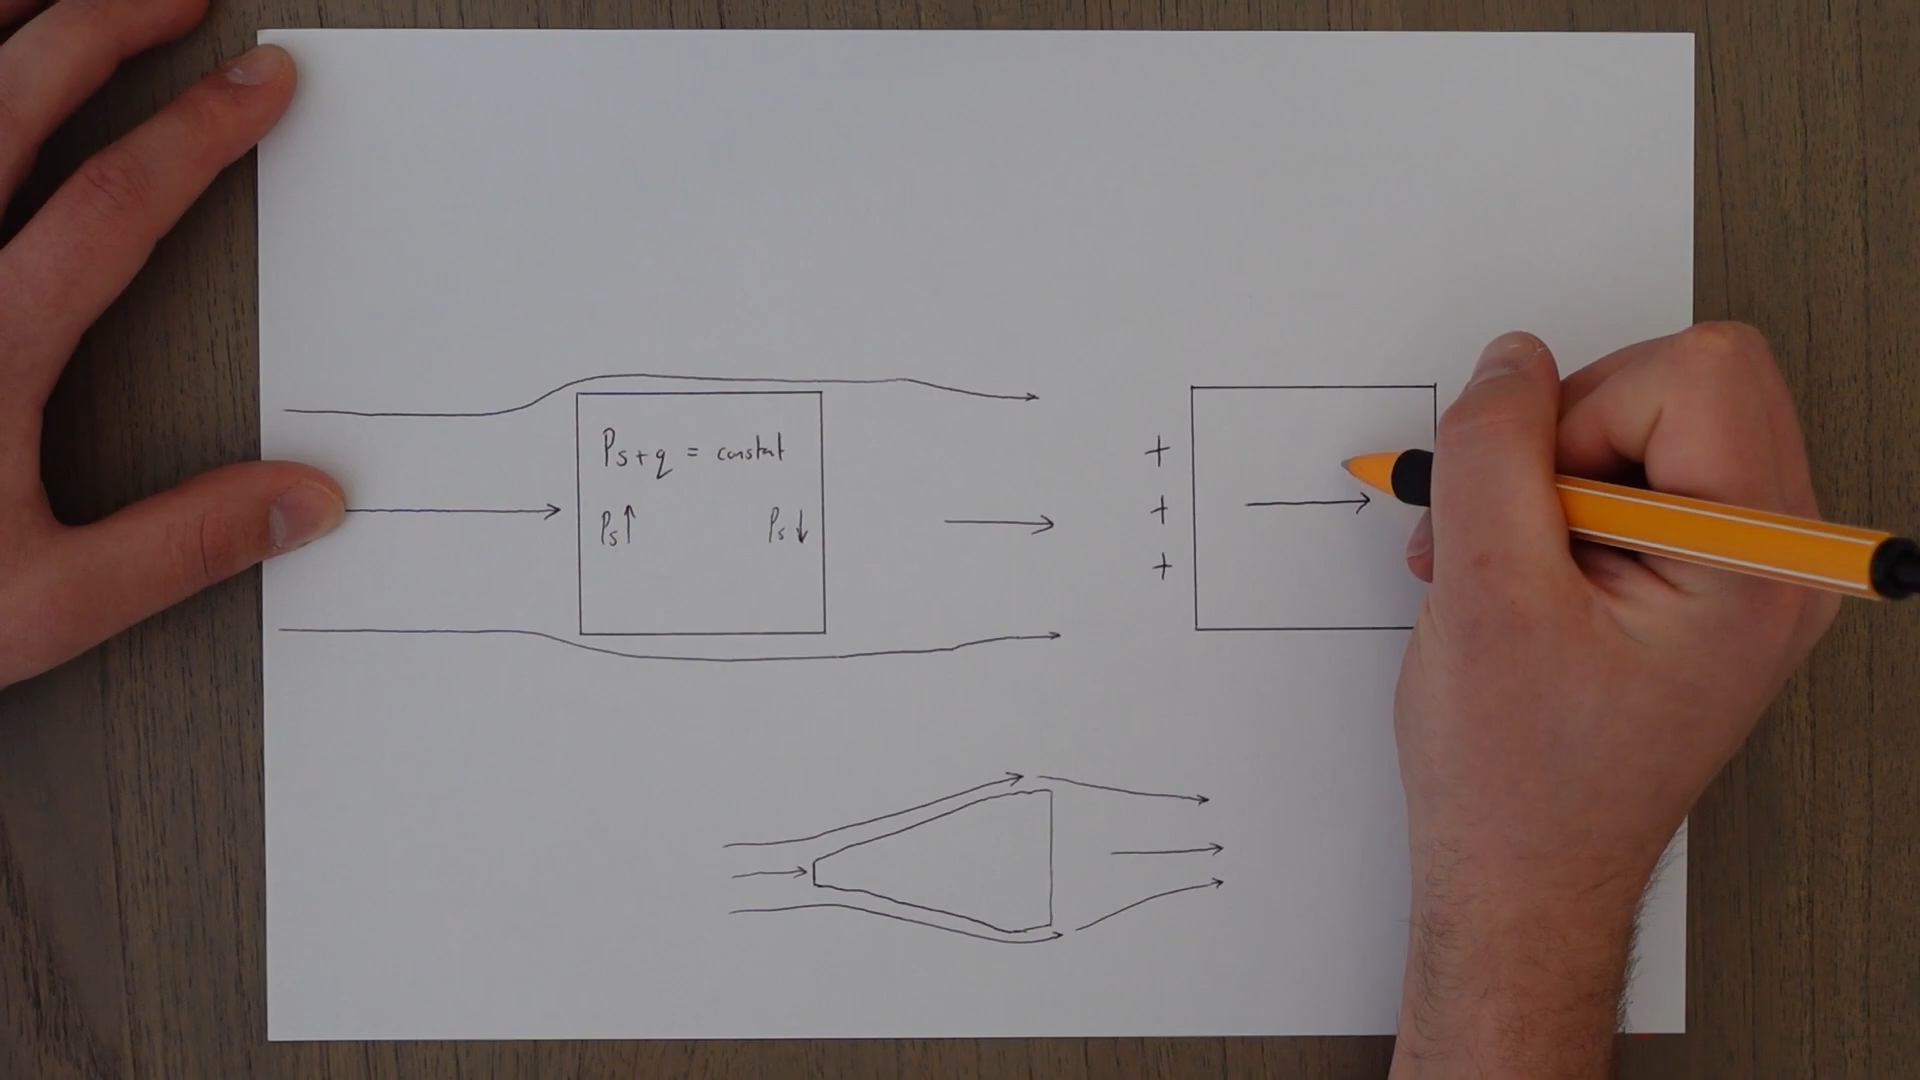 Ps + q = constant
Ps↑ Ps↓
+
+
+